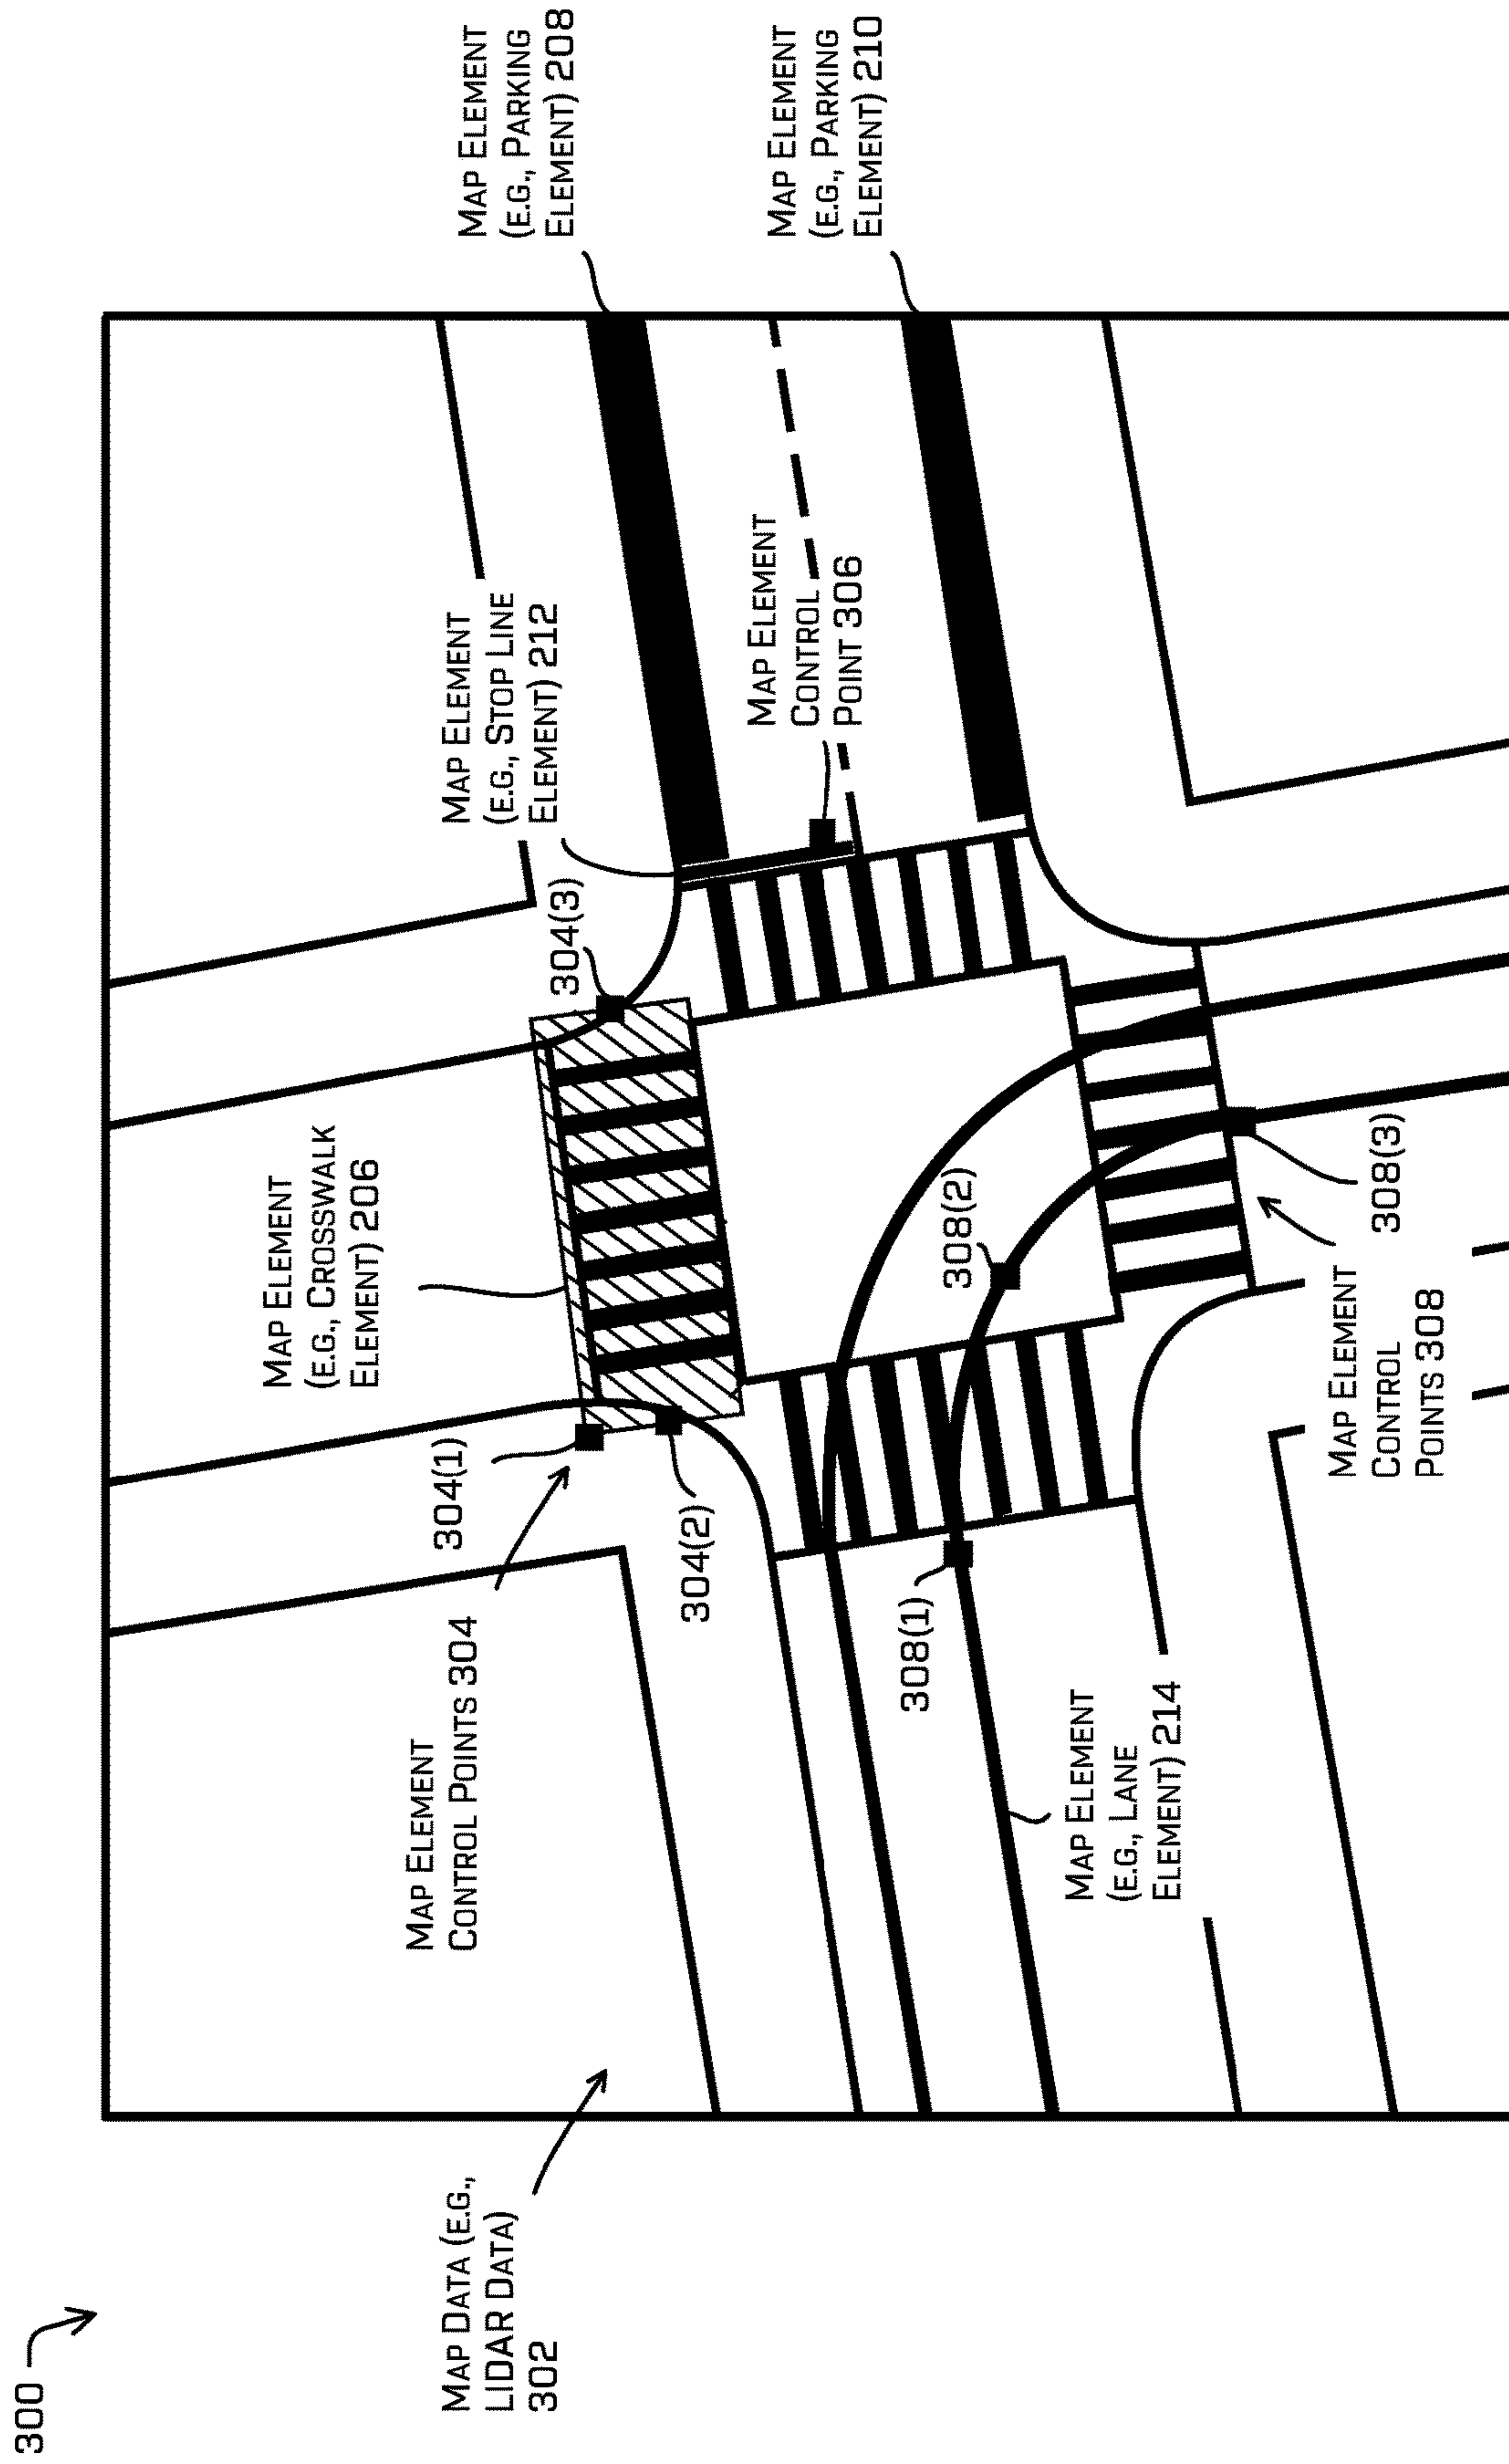 300
MAP DATA (E.G.,
LIDAR DATA)
302
MAP ELEMENT
CONTROL POINTS 304
304(1)
304(2)
304(3)
MAP ELEMENT
(E.G., CROSSWALK
ELEMENT) 206
MAP ELEMENT
(E.G., STOP LINE
ELEMENT) 212
MAP ELEMENT
(E.G., PARKING
ELEMENT) 208
MAP ELEMENT
CONTROL
POINT 306
MAP ELEMENT
(E.G., PARKING
ELEMENT) 210
308(1)
308(2)
308(3)
MAP ELEMENT
(E.G., LANE
ELEMENT) 214
MAP ELEMENT
CONTROL
POINTS 308